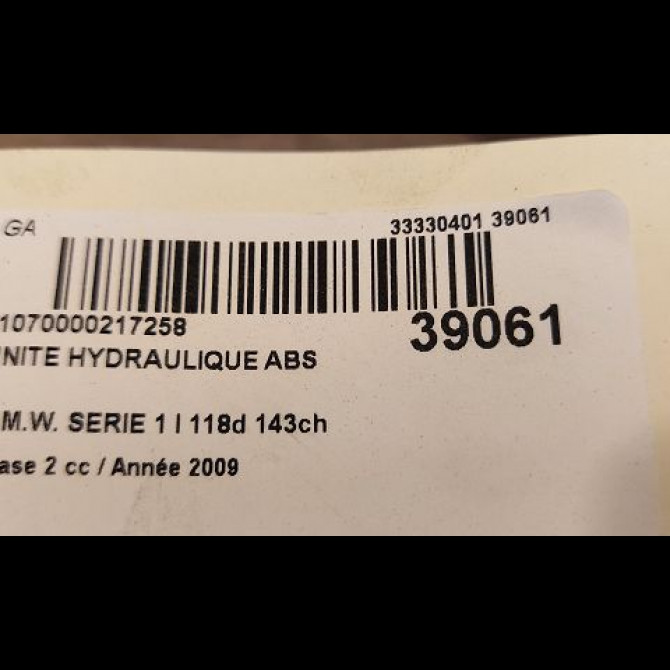 GA 33330401 39061
1070000217258 39061
NITE HYDRAULIQUE ABS
M.W. SERIE 1 I 118d 143ch
ase 2 cc / Année 2009